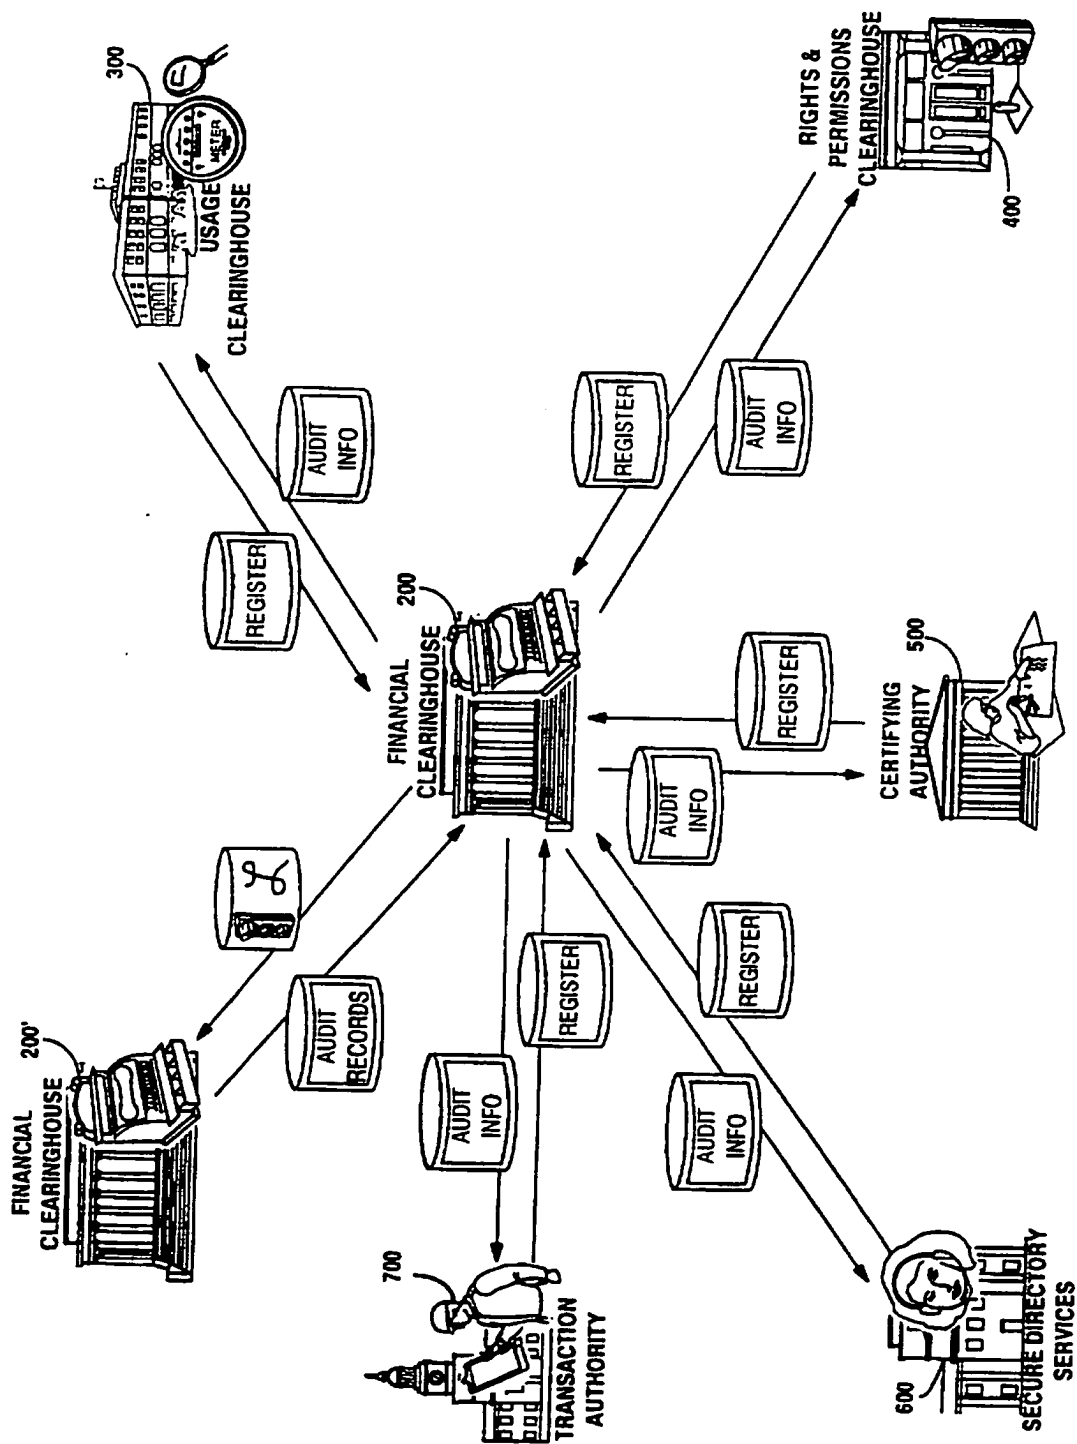 FINANCIAL
CLEARINGHOUSE
200'
300
METER
USAGE
CLEARINGHOUSE
REGISTER
AUDIT
INFO
AUDIT
RECORDS
FINANCIAL
CLEARINGHOUSE
200
700
AUDIT
INFO
REGISTER
TRANSACTION
AUTHORITY
REGISTER
AUDIT
INFO
AUDIT
INFO
REGISTER
REGISTER
AUDIT
INFO
RIGHTS &
PERMISSIONS
CLEARINGHOUSE
400
CERTIFYING
AUTHORITY
500
600
SECURE DIRECTORY
SERVICES